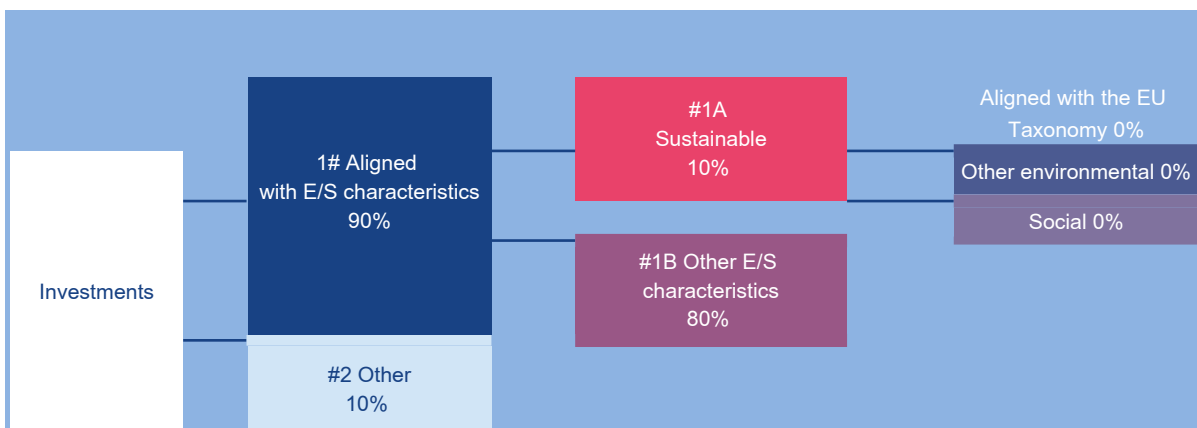 Investments
1# Aligned
with E/S characteristics
90%
#2 Other
10%
#1A
Sustainable
10%
#1B Other E/S
characteristics
80%
Aligned with the EU
Taxonomy 0%
Other environmental 0%
Social 0%